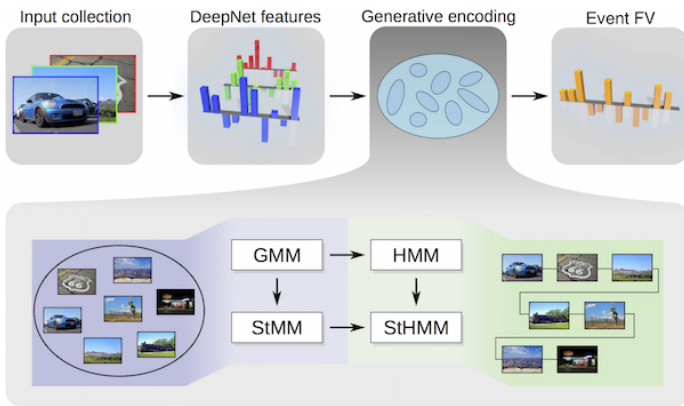 Input collection
DeepNet features
Generative encoding
Event FV
GMM
HMM
StMM
StHMM